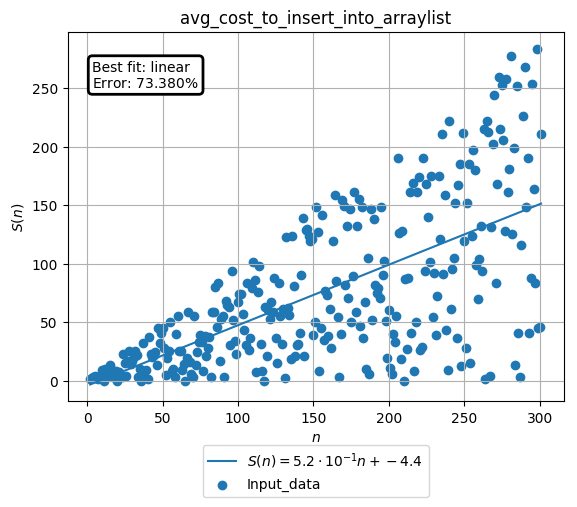 avg_cost_to_insert_into_arraylist
Best fit: linear
Error: 73.380%
S(n)
250
200
150
100
50
0
0 50 100 150 200 250 300
n
S(n) = 5.2 · 10⁻¹n + −4.4
Input_data